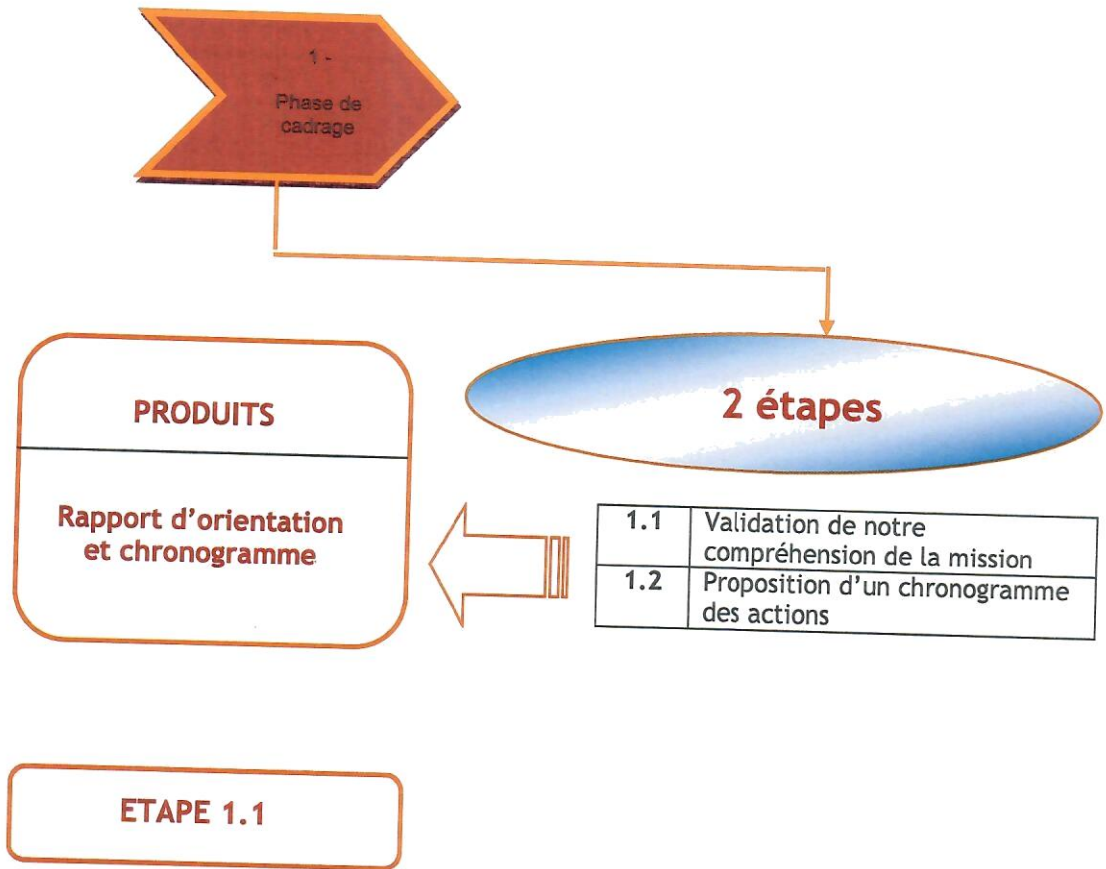 1 -
Phase de
cadrage
2 étapes
PRODUITS
Rapport d'orientation
et chronogramme
1.1 Validation de notre
compréhension de la mission
1.2 Proposition d'un chronogramme
des actions
ETAPE 1.1